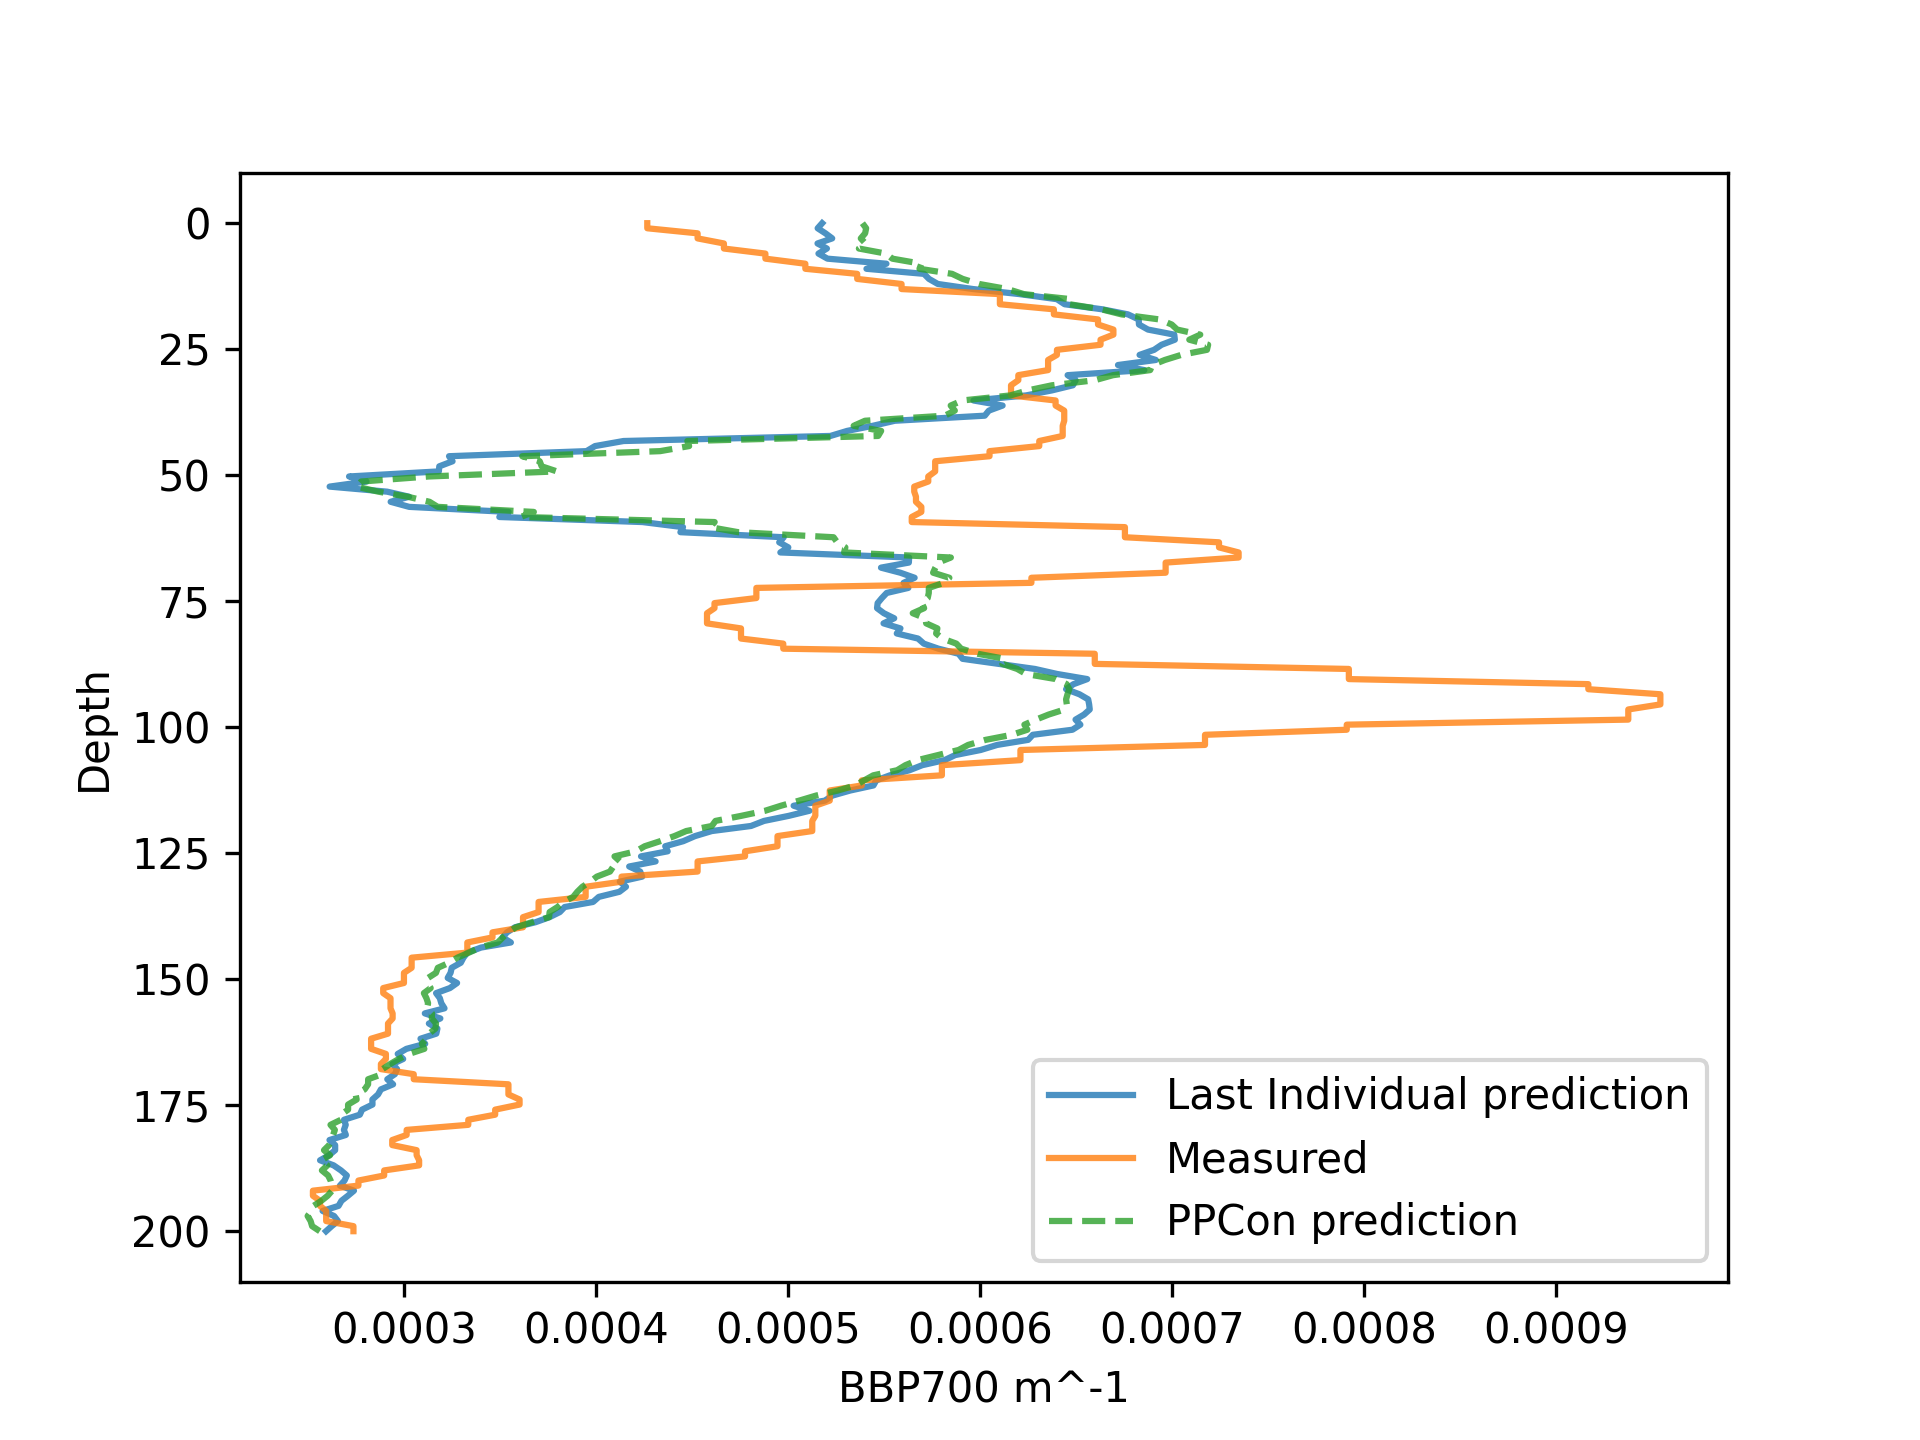 0
25
50
75
100
125
150
175
200
Depth
0.0003 0.0004 0.0005 0.0006 0.0007 0.0008 0.0009
BBP700 m^-1
Last Individual prediction
Measured
PPCon prediction